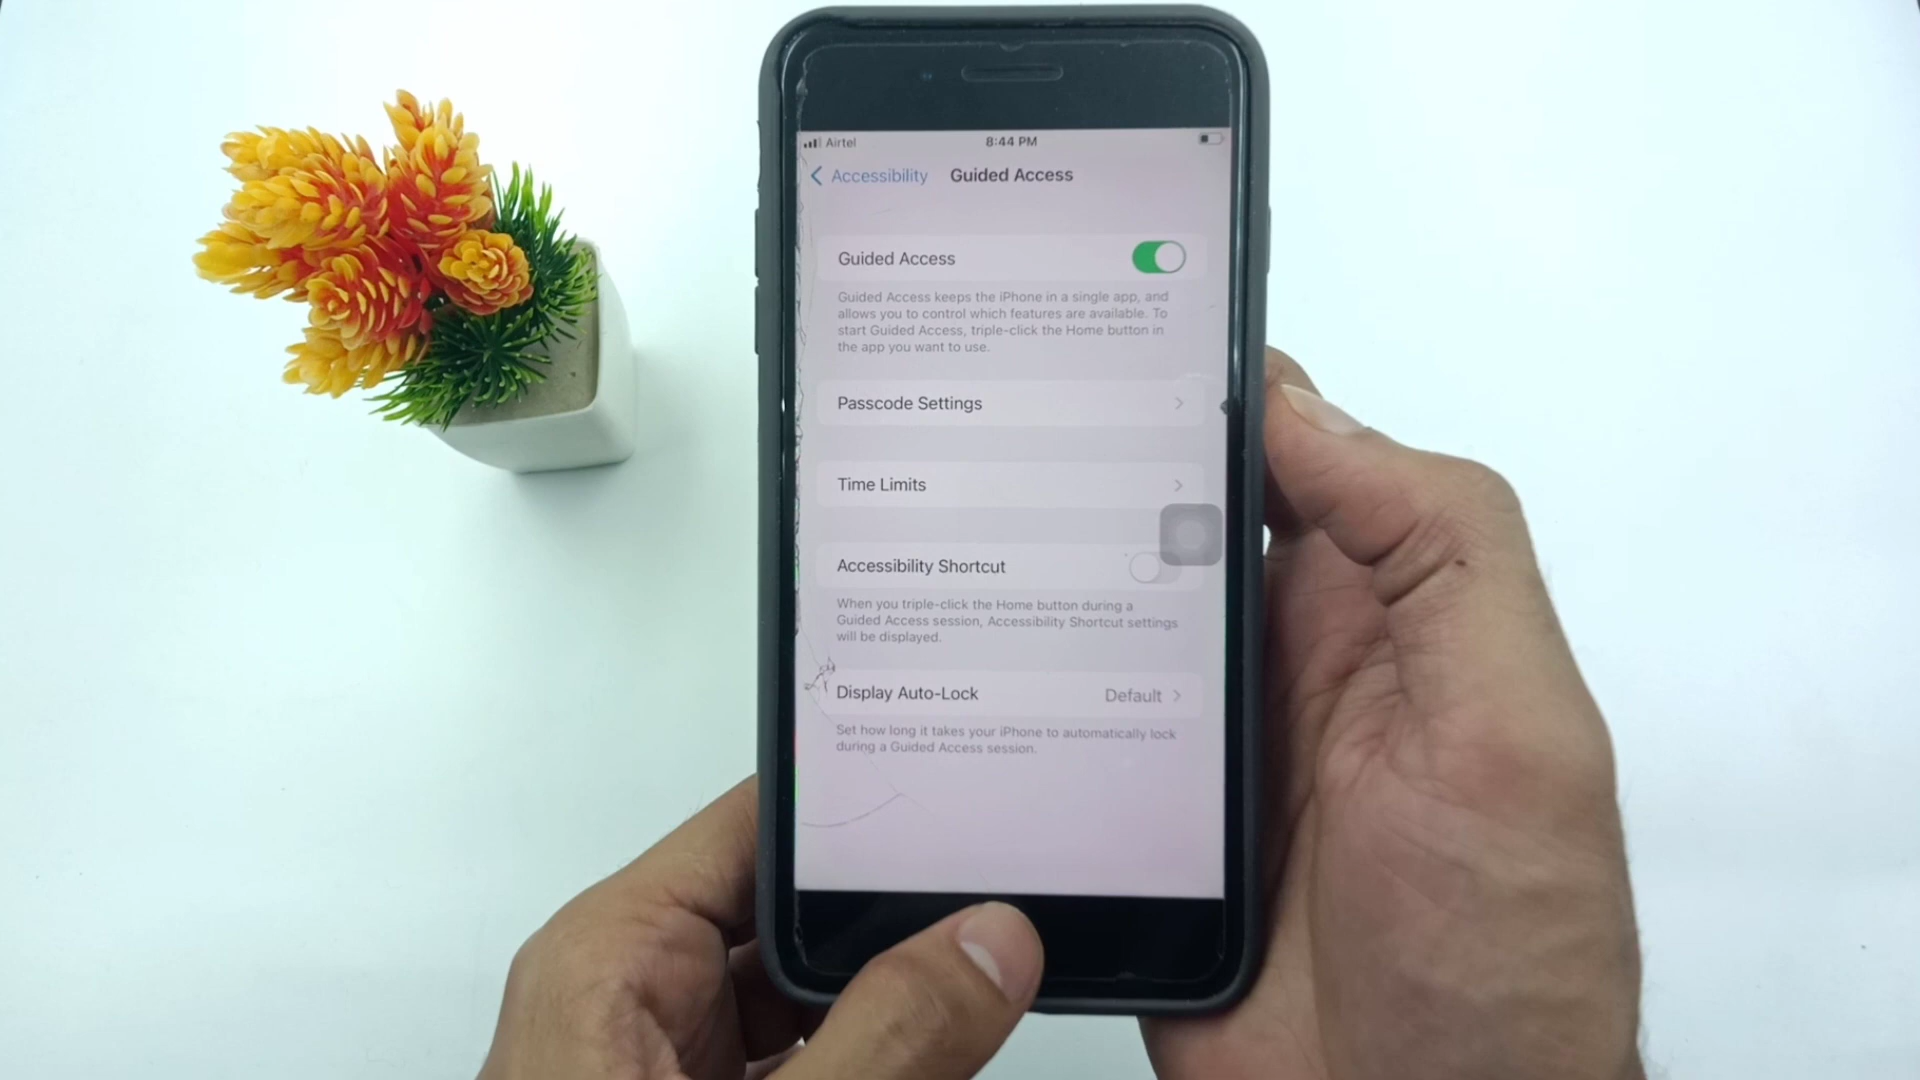 Airtel
8:44 PM
Accessibility
Guided Access
Guided Access
Guided Access keeps the iPhone in a single app, and
allows you to control which features are available. To
start Guided Access, triple-click the Home button in
the app you want to use.
Passcode Settings
Time Limits
Accessibility Shortcut
When you triple-click the Home button during a
Guided Access session, Accessibility Shortcut settings
will be displayed.
Display Auto-Lock
Default
Set how long it takes your iPhone to automatically lock
during a Guided Access session.